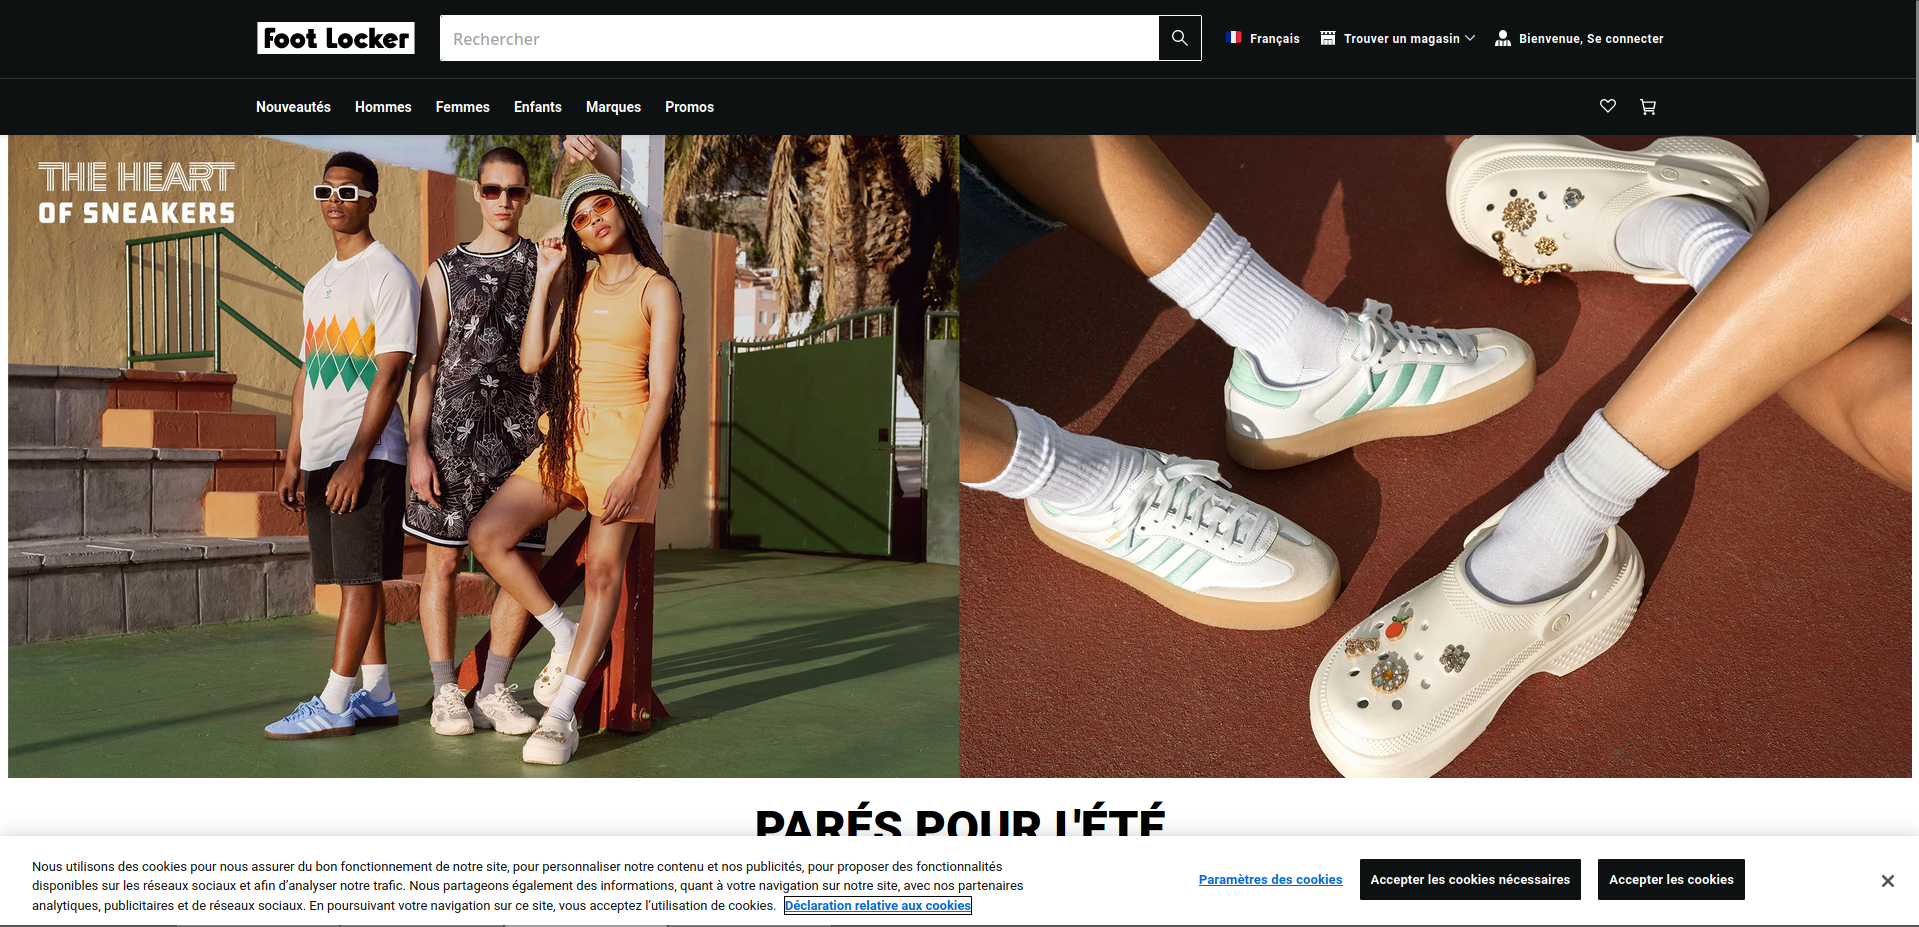 Foot Locker
Rechercher
Français
Trouver un magasin
Bienvenue, Se connecter
Nouveautés
Hommes
Femmes
Enfants
Marques
Promos
THE HEART
OF SNEAKERS
PARÉS POUR L'ÉTÉ
Nous utilisons des cookies pour nous assurer du bon fonctionnement de notre site, pour personnaliser notre contenu et nos publicités, pour proposer des fonctionnalités
disponibles sur les réseaux sociaux et afin d’analyser notre trafic. Nous partageons également des informations, quant à votre navigation sur notre site, avec nos partenaires
analytiques, publicitaires et de réseaux sociaux. En poursuivant votre navigation sur ce site, vous acceptez l’utilisation de cookies. Déclaration relative aux cookies
Paramètres des cookies
Accepter les cookies nécessaires
Accepter les cookies